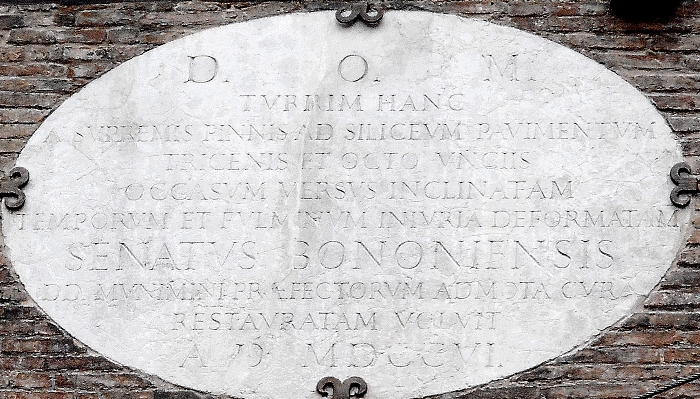 D. O. M.
TVRRIM HANC
A SVPREMIS PINNIS AD SILICEVM PAVIMENTVM
TRICENIS ET OCTO VNCIIS
OCCASVM VERSVS INCLINATAM
TEMPORVM ET FVLMINVM INIVRIA DEFORMATAM
SENATVS BONONIENSIS
DD. MVNIMINI PRÆFECTORVM ADMOTA CVRA
RESTAVRATAM VOLVIT
MDCCVI.